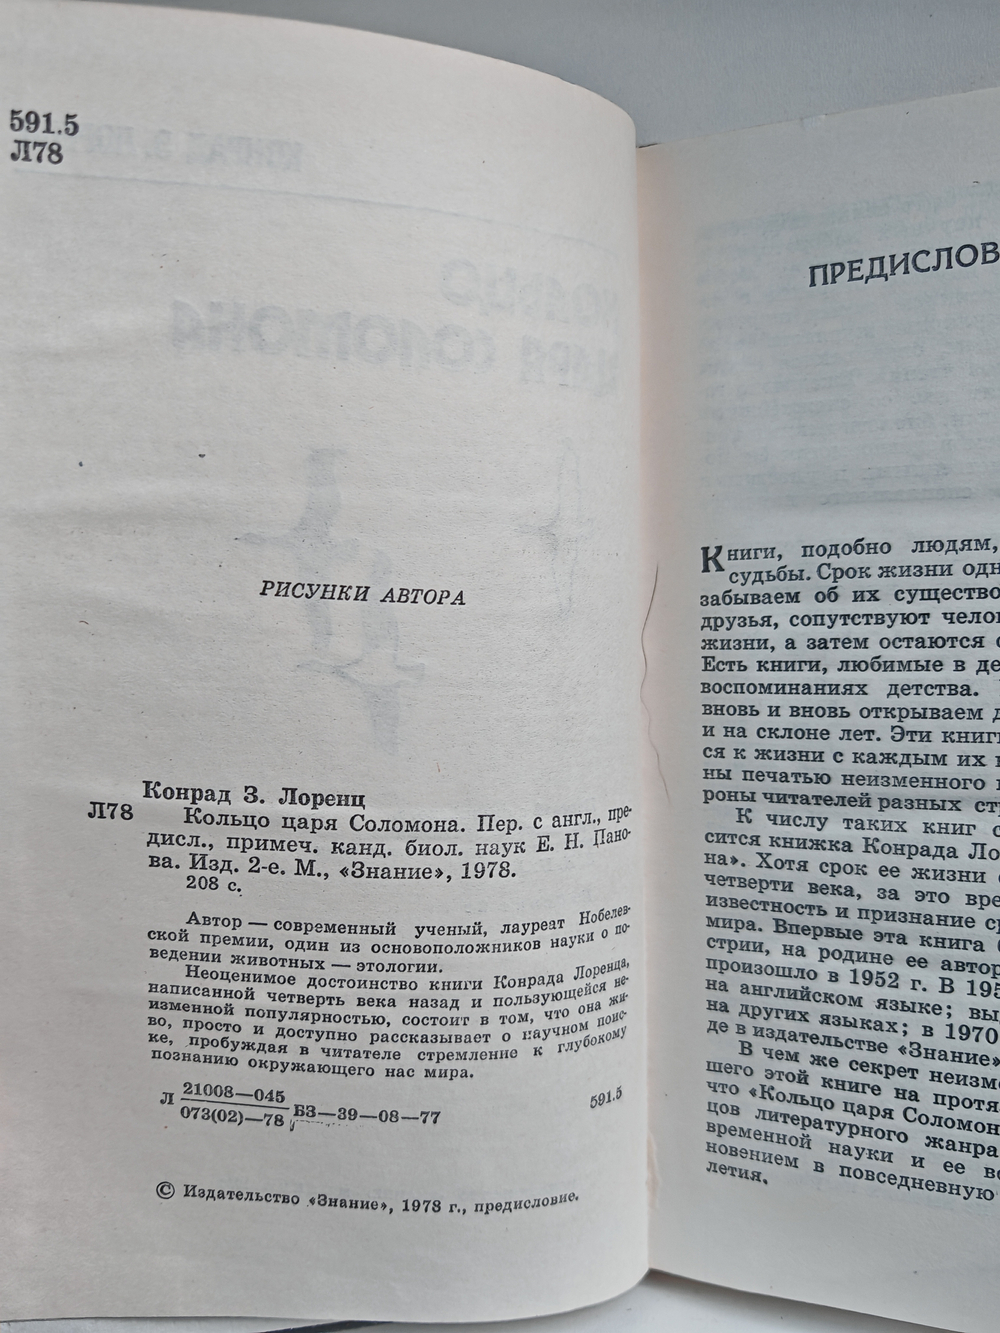 591.5
Л78
РИСУНКИ АВТОРА
Конрад З. Лоренц
Л78
Кольцо царя Соломона. Пер. с англ., пре-
дисл., примеч. канд. биол. наук Е. Н. Пано-
ва. Изд. 2-е. М., «Знание», 1978.
208 с.
Автор — современный ученый, лауреат Нобелев-
ской премии, один из основоположников науки о по-
ведении животных — этологии.
Неоценимое достоинство книги Конрада Лоренца,
написанной четверть века назад и пользующейся не-
изменной популярностью, состоит в том, что она жи-
во, просто и доступно рассказывает о научном поис-
ке, пробуждая в читателе стремление к глубокому
познанию окружающего нас мира.
Л 21008—045
073(02)—78 БЗ—39—08—77
591.5
© Издательство «Знание», 1978 г., предисловие.
ПРЕДИСЛОВ
Книги, подобно людям,
судьбы. Срок жизни одн
забываем об их существо
друзья, сопутствуют чело
жизни, а затем остаются
Есть книги, любимые в де
воспоминаниях детства.
вновь и вновь открываем д
и на склоне лет. Эти книги
ся к жизни с каждым их
ны печатью неизменного
роны читателей разных стр
К числу таких книг
сится книжка Конрада Ло
на». Хотя срок ее жизни
четверти века, за это вре
известность и признание ср
мира. Впервые эта книга
стрии, на родине ее автор
произошло в 1952 г. В 195
на английском языке; вы
на других языках; в 1970
де в издательстве «Знание»
В чем же секрет неизме
шего этой книге на протя
что «Кольцо царя Соломон
цов литературного жанра
временной науки и ее во
новением в повседневную
летия.